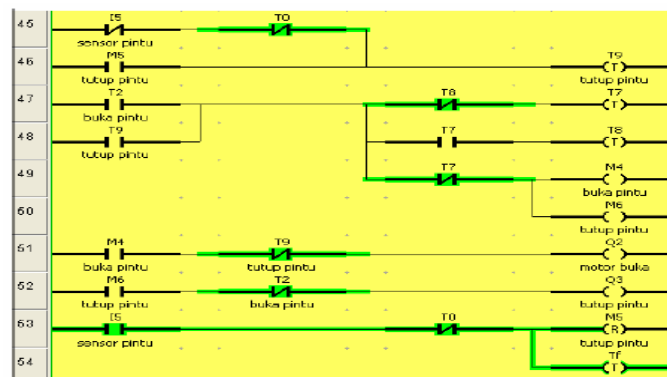 I5 T0
45
sensor pintu
M5 T9
46
tutup pintu (T) tutup pintu
T2 T8 T7
47 (T)
buka pintu
T9 T7 T8
48 (T)
tutup pintu
T7 M4
49
buka pintu
M6
50
tutup pintu
M4 T9 Q2
51
buka pintu tutup pintu motor buka
M6 T2 Q3
52
tutup pintu buka pintu tutup pintu
I5 T0 M5
53 (R)
sensor pintu tutup pintu
Tf
54 (T)